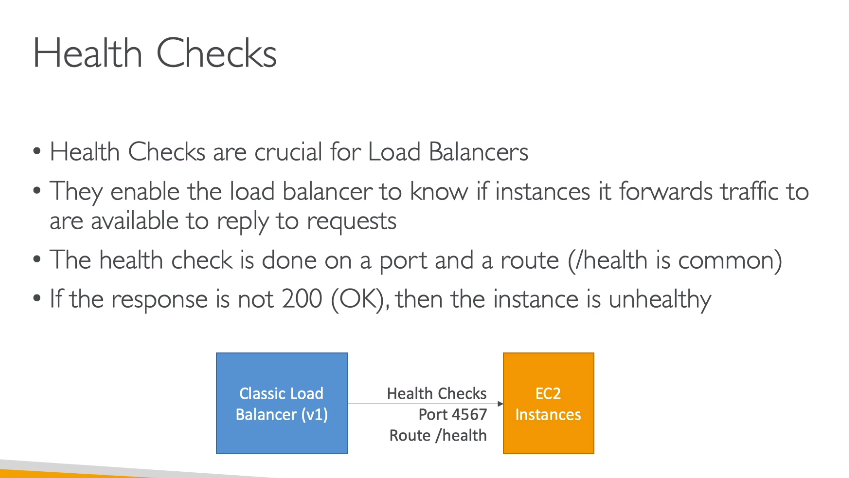 Health Checks
• Health Checks are crucial for Load Balancers
• They enable the load balancer to know if instances it forwards traffic to
are available to reply to requests
• The health check is done on a port and a route (/health is common)
• If the response is not 200 (OK), then the instance is unhealthy
Classic Load
Balancer (v1)
Health Checks
Port 4567
Route /health
EC2
Instances